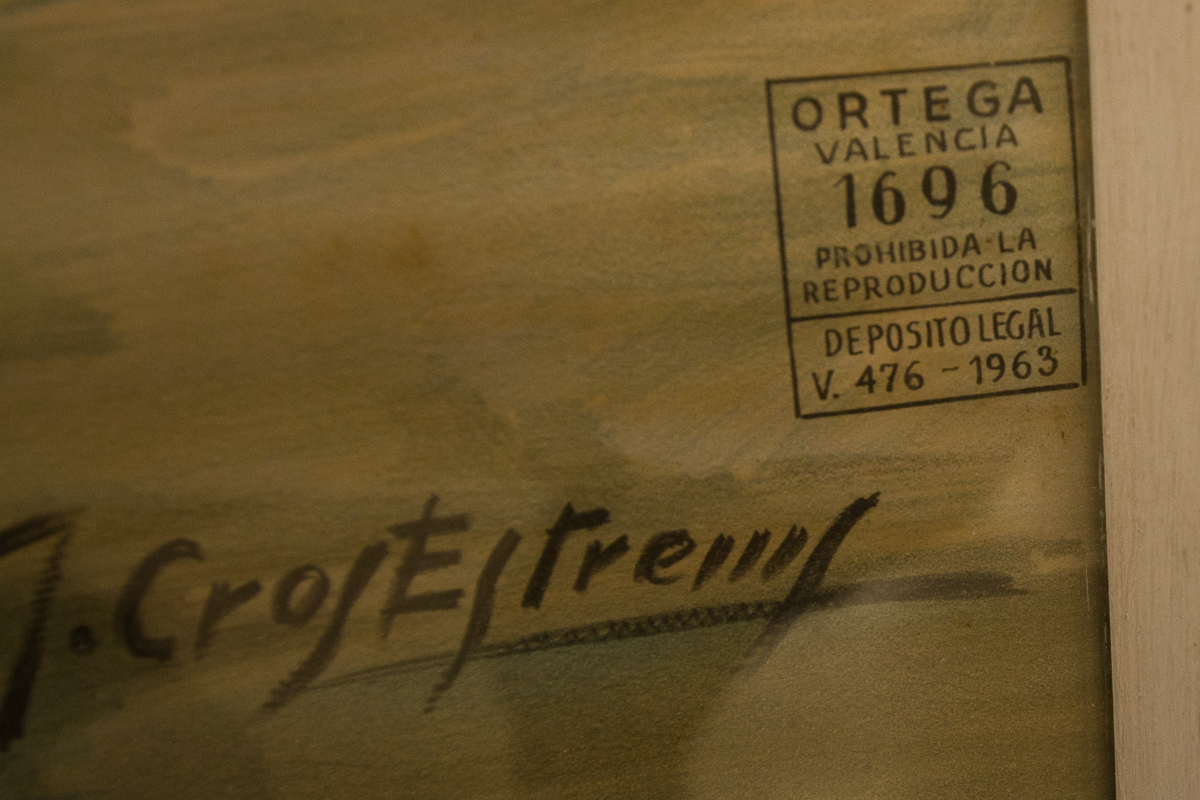 ORTEGA
VALENCIA
1696
PROHIBIDA-LA
REPRODUCCION
DEPOSITO LEGAL
V. 476 - 1963
J. Cros Estrems